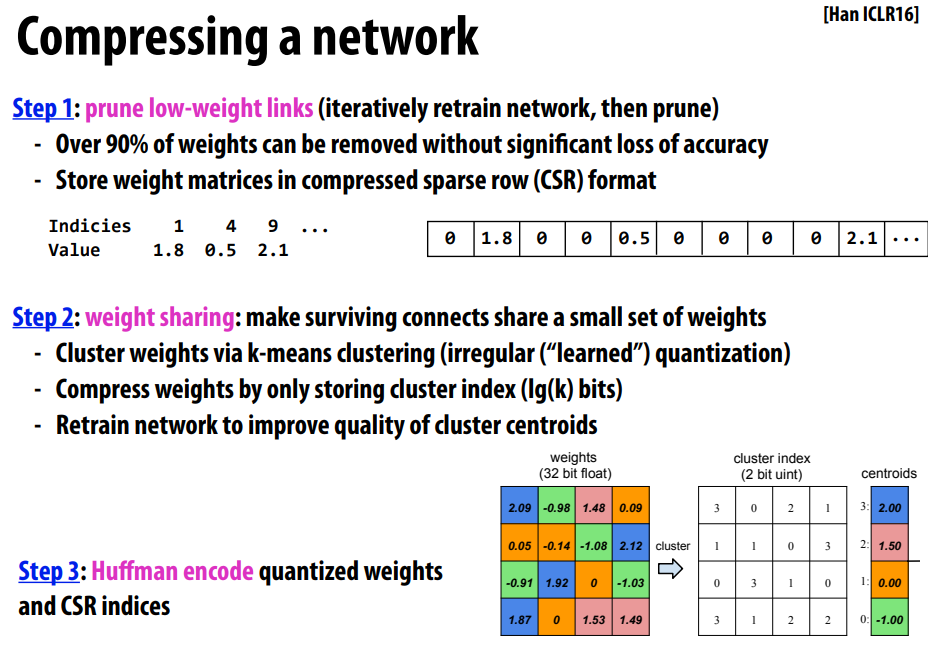 [Han ICLR16]
Compressing a network
Step 1: prune low-weight links (iteratively retrain network, then prune)
- Over 90% of weights can be removed without significant loss of accuracy
- Store weight matrices in compressed sparse row (CSR) format
Indicies 1 4 9 ...
Value 1.8 0.5 2.1
0 1.8 0 0 0.5 0 0 0 0 2.1 ...
Step 2: weight sharing: make surviving connects share a small set of weights
- Cluster weights via k-means clustering (irregular (“learned”) quantization)
- Compress weights by only storing cluster index (lg(k) bits)
- Retrain network to improve quality of cluster centroids
weights
(32 bit float)
2.09 -0.98 1.48 0.09
0.05 -0.14 -1.08 2.12
-0.91 1.92 0 -1.03
1.87 0 1.53 1.49
cluster
cluster index
(2 bit uint)
3 0 2 1
1 1 0 3
0 3 1 0
3 1 2 2
centroids
3: 2.00
2: 1.50
1: 0.00
0: -1.00
Step 3: Huffman encode quantized weights
and CSR indices